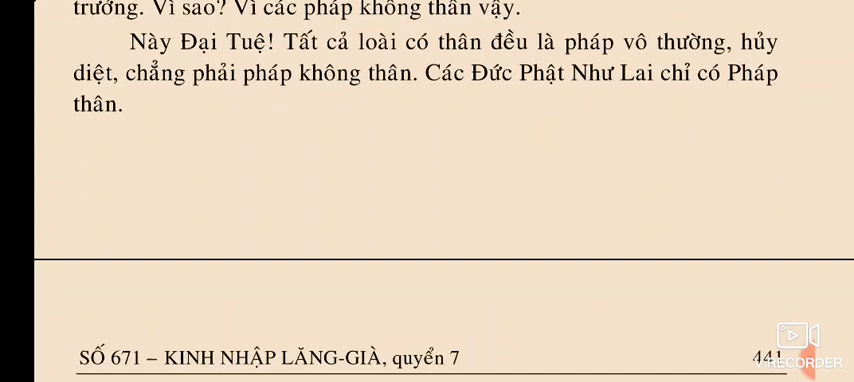 trướng. Vì sao? Vì các pháp không thân vậy.
Này Đại Tuệ! Tất cả loài có thân đều là pháp vô thường, hủy
diệt, chẳng phải pháp không thân. Các Đức Phật Như Lai chỉ có Pháp
thân.
SỐ 671 – KINH NHẬP LĂNG-GIÀ, quyển 7 441
V RECORDER